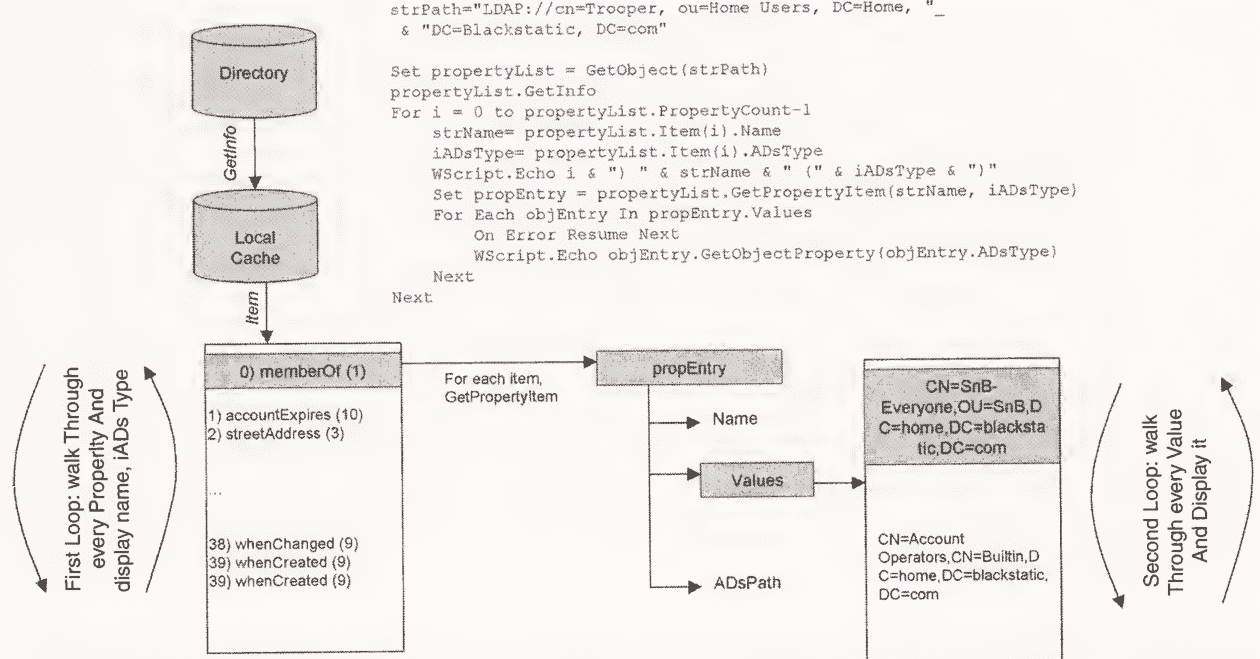 strPath="LDAP://cn=Trooper, ou=Home Users, DC=Home, "_
& "DC=Blackstatic, DC=com"
Set propertyList = GetObject(strPath)
propertyList.GetInfo
For i = 0 to propertyList.PropertyCount-1
strName= propertyList.Item(i).Name
iADsType= propertyList.Item(i).ADsType
WScript.Echo i & ") " & strName & " (" & iADsType & ")"
Set propEntry = propertyList.GetPropertyItem(strName, iADsType)
For Each objEntry In propEntry.Values
On Error Resume Next
WScript.Echo objEntry.GetObjectProperty(objEntry.ADsType)
Next
Next
Directory
GetInfo
Local
Cache
Item
First Loop: walk Through
every Property And
display name, iADs Type
0) memberOf (1)
1) accountExpires (10)
2) streetAddress (3)
...
38) whenChanged (9)
39) whenCreated (9)
39) whenCreated (9)
For each item,
GetPropertyItem
propEntry
Name
Values
ADsPath
CN=SnB-
Everyone,OU=SnB,D
C=home,DC=blacksta
tic,DC=com
CN=Account
Operators,CN=Builtin,D
C=home,DC=blackstatic,
DC=com
Second Loop: walk
Through every Value
And Display it